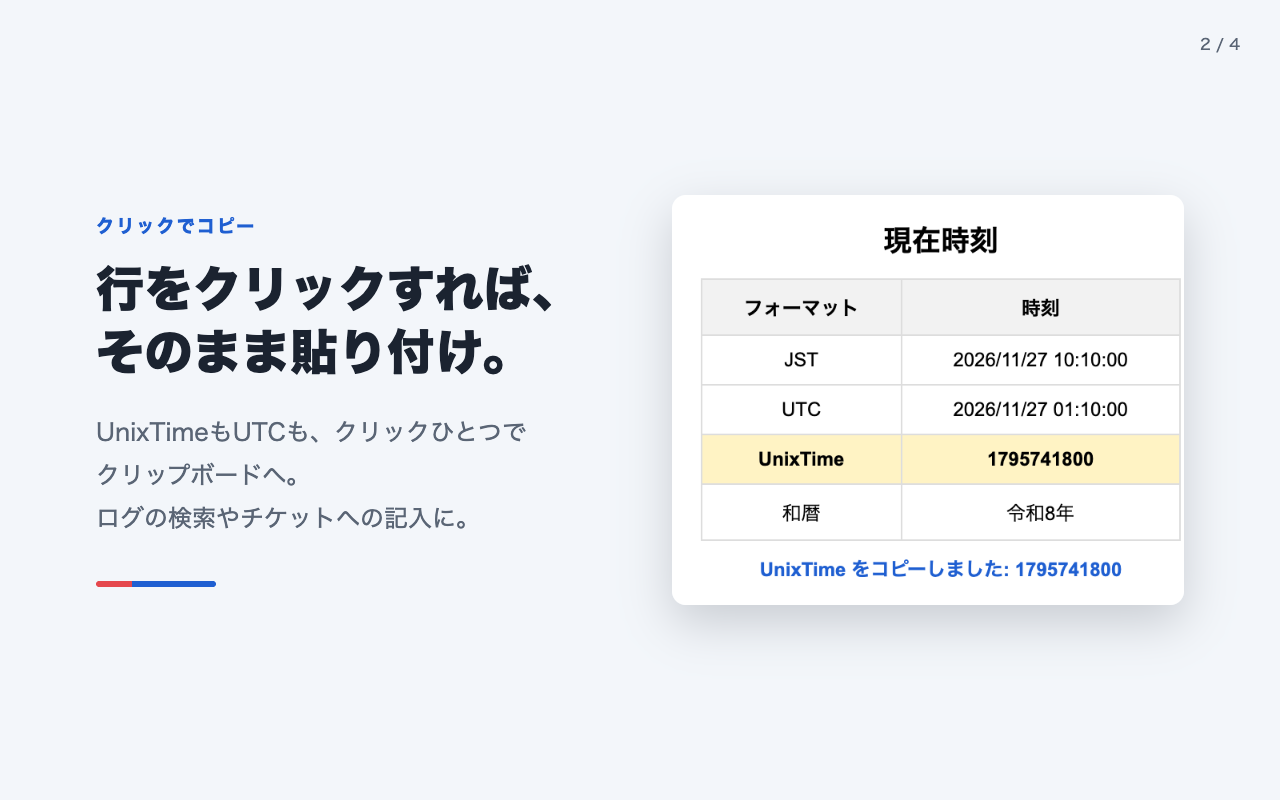 2 / 4
クリックでコピー
行をクリックすれば、
そのまま貼り付け。
UnixTimeもUTCも、クリックひとつで
クリップボードへ。
ログの検索やチケットへの記入に。
現在時刻
フォーマット 時刻
JST 2026/11/27 10:10:00
UTC 2026/11/27 01:10:00
UnixTime 1795741800
和暦 令和8年
UnixTime をコピーしました: 1795741800